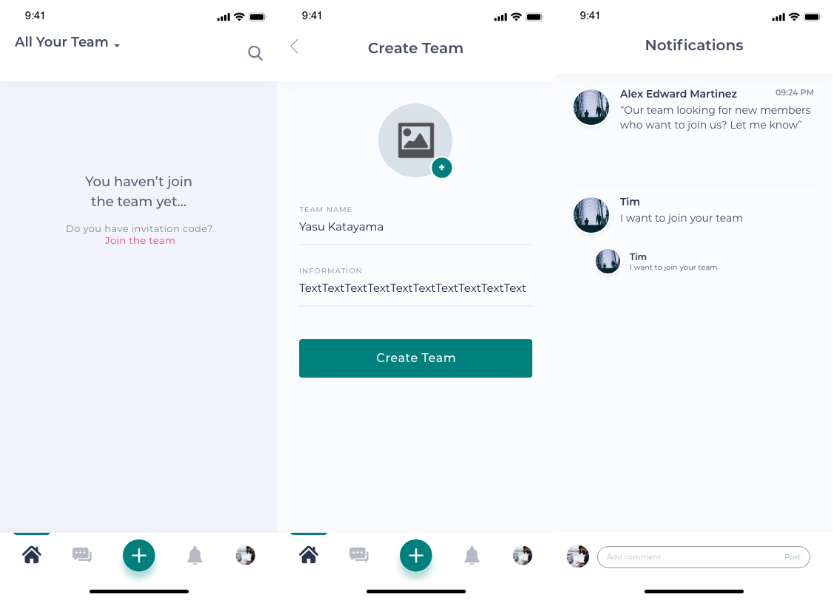 9:41
All Your Team
You haven’t join
the team yet...
Do you have invitation code?
Join the team
9:41
Create Team
TEAM NAME
Yasu Katayama
INFORMATION
TextTextTextTextTextTextTextTextTextText
Create Team
9:41
Notifications
Alex Edward Martinez 09:24 PM
“Our team looking for new members
who want to join us? Let me know”
Tim
I want to join your team
Tim
I want to join your team
Add comment... Post